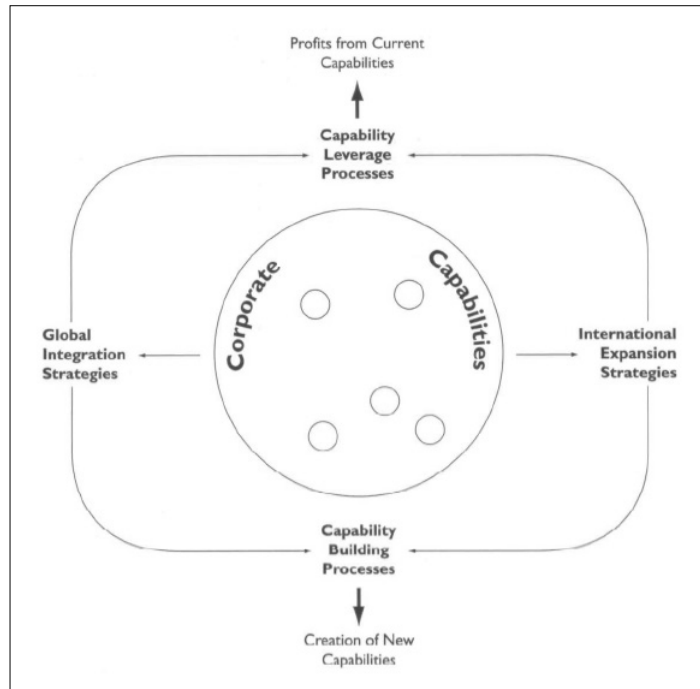 Profits from Current
Capabilities
Capability
Leverage
Processes
Corporate
Capabilities
Global
Integration
Strategies
International
Expansion
Strategies
Capability
Building
Processes
Creation of New
Capabilities